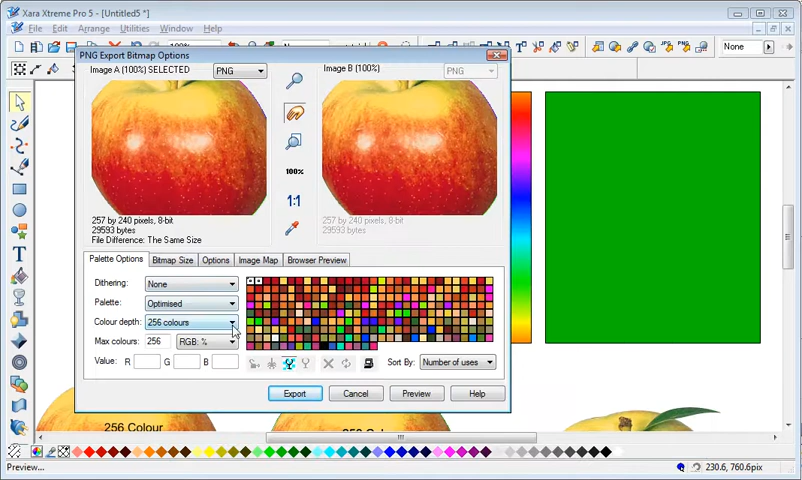 Xara Xtreme Pro 5 - [Untitled5 *]
File Edit Arrange Utilities Window Help
None
PNG Export Bitmap Options
Image A (100%) SELECTED PNG
Image B (100%) PNG
100%
1:1
257 by 240 pixels, 8-bit
29593 bytes
File Difference: The Same Size
257 by 240 pixels, 8-bit
29593 bytes
Palette Options Bitmap Size Options Image Map Browser Preview
Dithering: None
Palette: Optimised
Colour depth: 256 colours
Max colours: 256 RGB: %
Value: R G B
Sort By: Number of uses
Export Cancel Preview Help
256 Colour
Preview...
230.6, 760.6pix